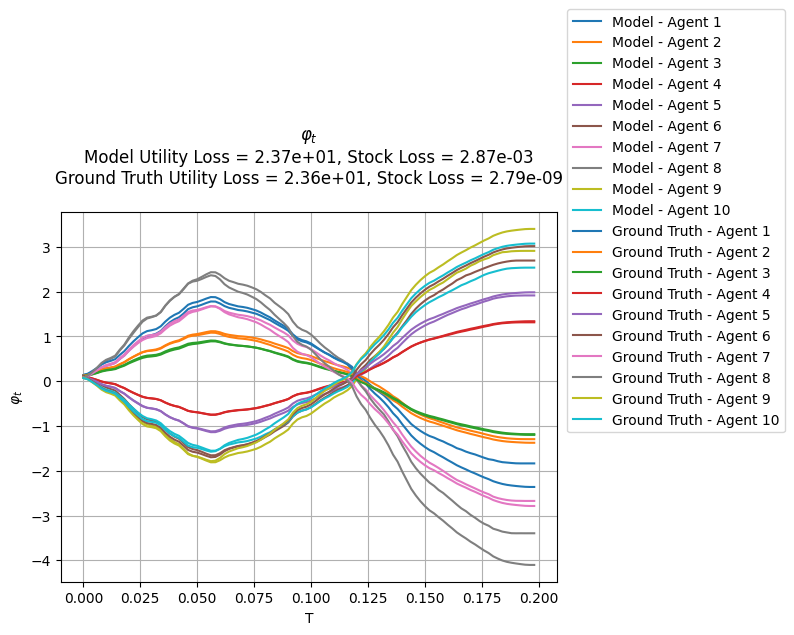 φt
Model Utility Loss = 2.37e+01, Stock Loss = 2.87e-03
Ground Truth Utility Loss = 2.36e+01, Stock Loss = 2.79e-09
3
2
1
0
−1
−2
−3
−4
φt
0.000 0.025 0.050 0.075 0.100 0.125 0.150 0.175 0.200
T
Model - Agent 1
Model - Agent 2
Model - Agent 3
Model - Agent 4
Model - Agent 5
Model - Agent 6
Model - Agent 7
Model - Agent 8
Model - Agent 9
Model - Agent 10
Ground Truth - Agent 1
Ground Truth - Agent 2
Ground Truth - Agent 3
Ground Truth - Agent 4
Ground Truth - Agent 5
Ground Truth - Agent 6
Ground Truth - Agent 7
Ground Truth - Agent 8
Ground Truth - Agent 9
Ground Truth - Agent 10